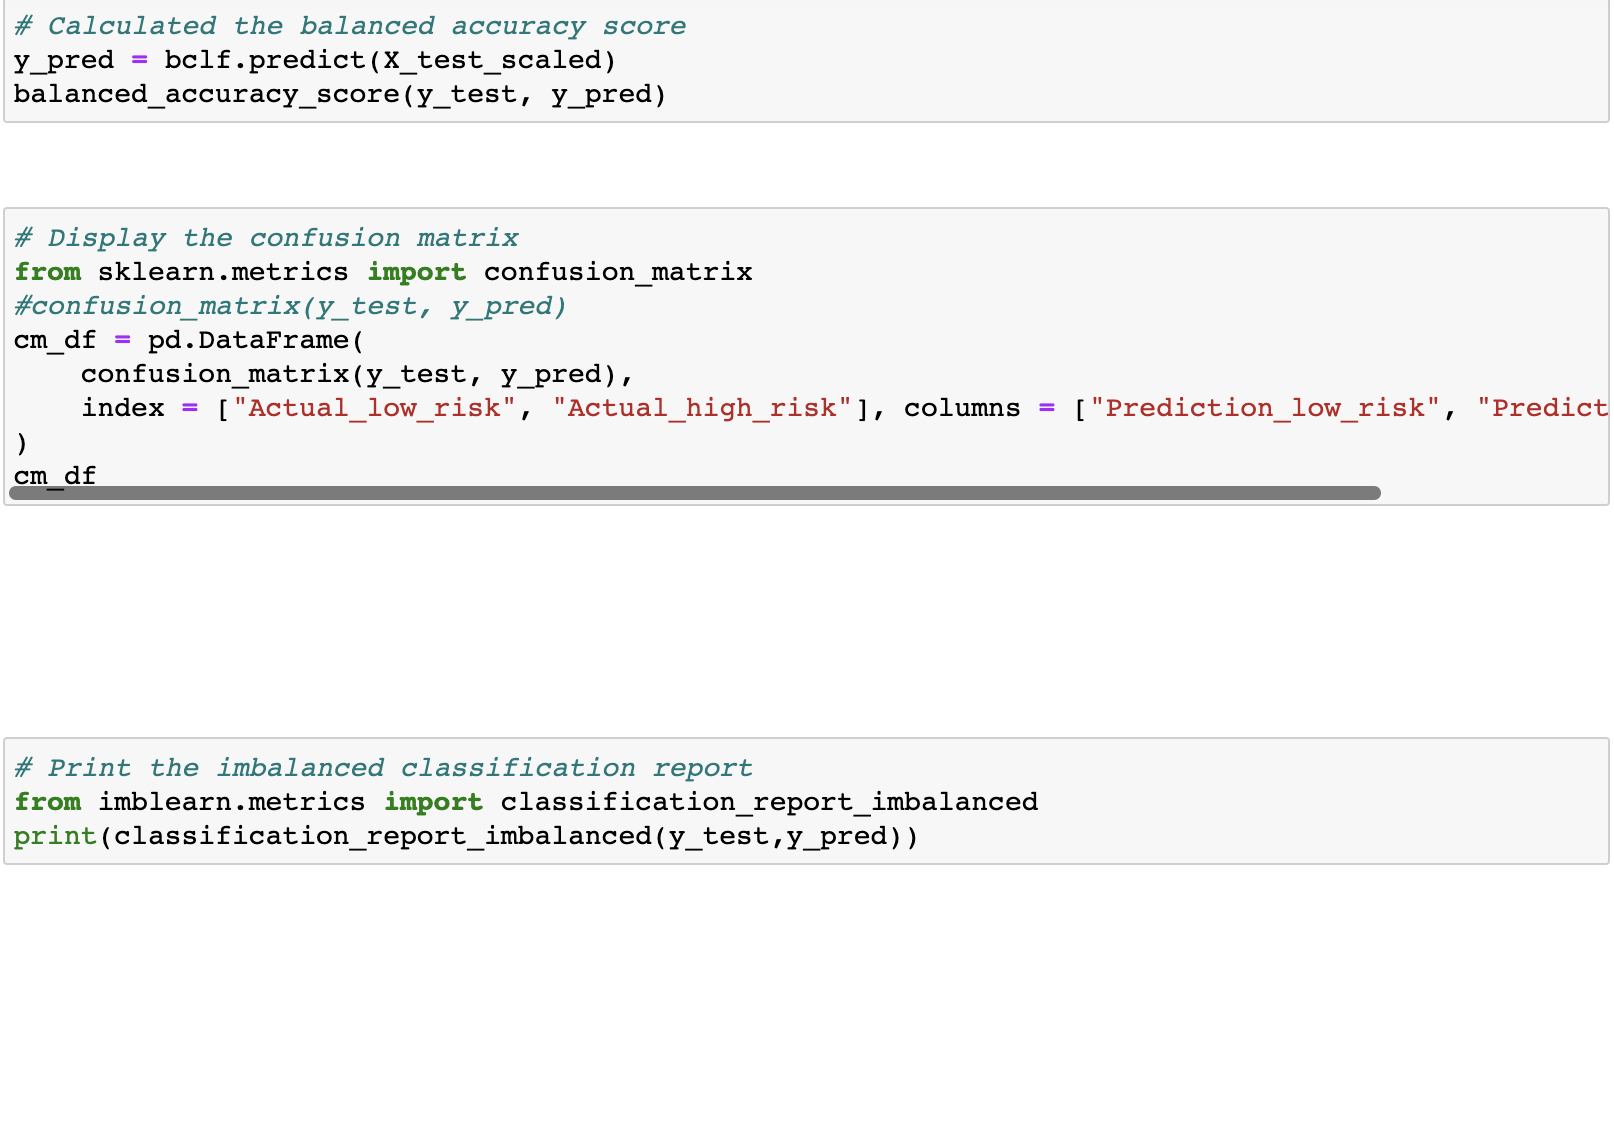 # Calculated the balanced accuracy score
y_pred = bclf.predict(X_test_scaled)
balanced_accuracy_score(y_test, y_pred)
# Display the confusion matrix
from sklearn.metrics import confusion_matrix
#confusion_matrix(y_test, y_pred)
cm_df = pd.DataFrame(
    confusion_matrix(y_test, y_pred),
    index = ["Actual_low_risk", "Actual_high_risk"], columns = ["Prediction_low_risk", "Predict
)
cm_df
# Print the imbalanced classification report
from imblearn.metrics import classification_report_imbalanced
print(classification_report_imbalanced(y_test,y_pred))